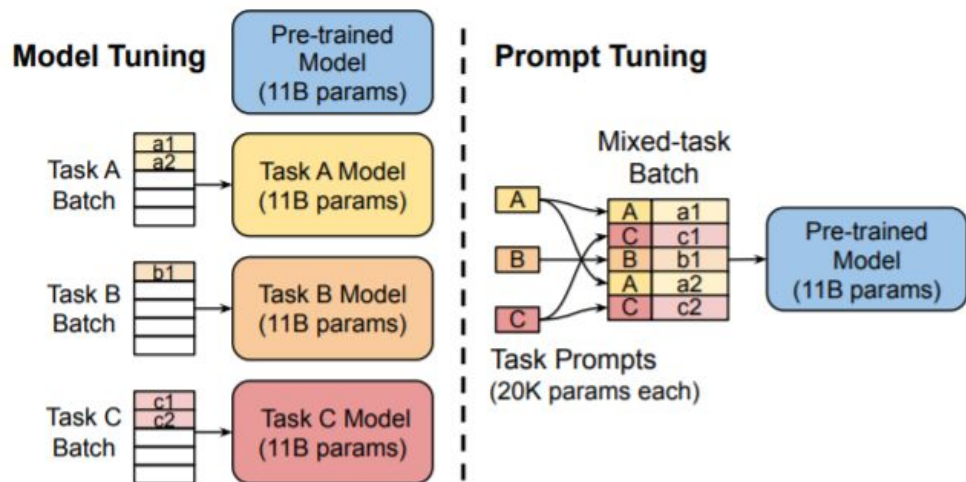 Model Tuning
Pre-trained
Model
(11B params)
a1
a2
Task A
Batch
Task A Model
(11B params)
b1
Task B
Batch
Task B Model
(11B params)
c1
c2
Task C
Batch
Task C Model
(11B params)
Prompt Tuning
Mixed-task
Batch
A
B
C
A a1
C c1
B b1
A a2
C c2
Task Prompts
(20K params each)
Pre-trained
Model
(11B params)